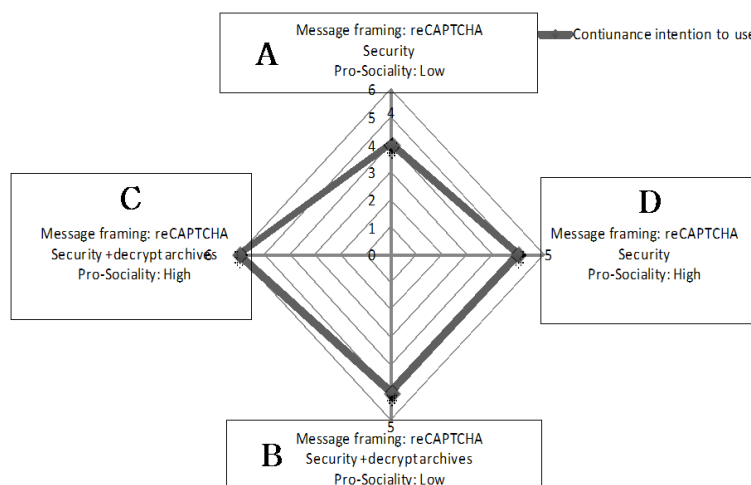 Message framing: reCAPTCHA
Security
Pro-Sociality: Low
A
Contiunance intention to use
6
5
4
4
3
2
1
0
C
Message framing: reCAPTCHA
Security +decrypt archives
6
Pro-Sociality: High
D
Message framing: reCAPTCHA
Security
Pro-Sociality: High
5
5
B
Message framing: reCAPTCHA
Security +decrypt archives
Pro-Sociality: Low